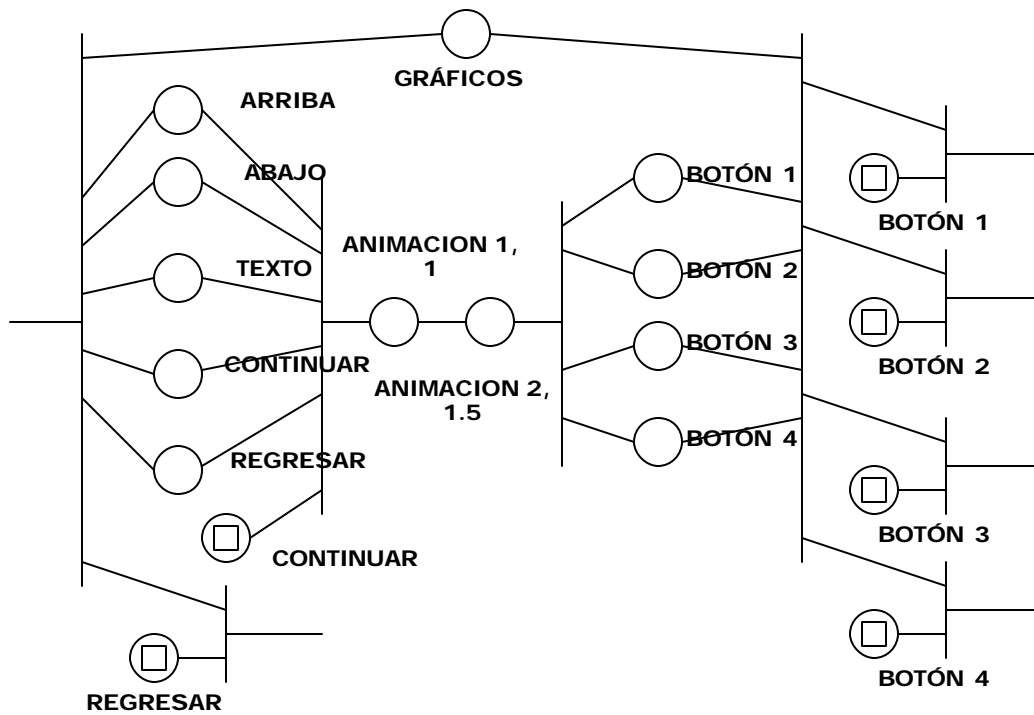 GRÁFICOS
ARRIBA
ABAJO
TEXTO
CONTINUAR
REGRESAR
CONTINUAR
REGRESAR
ANIMACION 1,
1
ANIMACION 2,
1.5
BOTÓN 1
BOTÓN 2
BOTÓN 3
BOTÓN 4
BOTÓN 1
BOTÓN 2
BOTÓN 3
BOTÓN 4